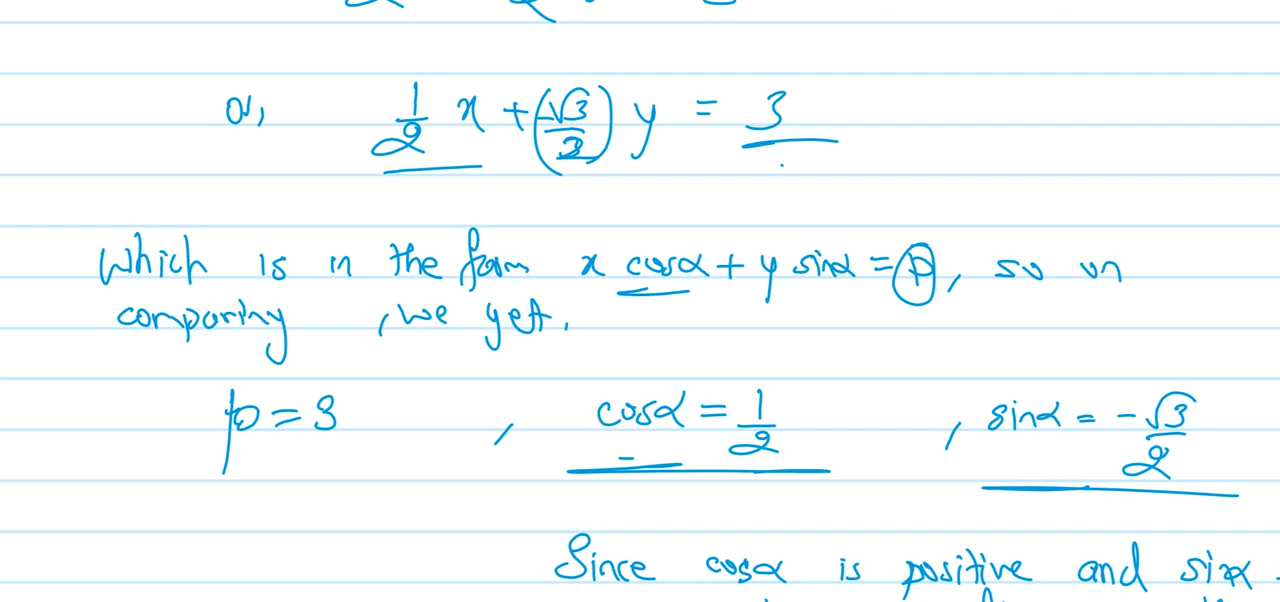 or, 1/2 x + (-√3/2) y = 3
Which is in the form x cosα + y sinα = p, so on
comparing, we get,
p = 3, cosα = 1/2, sinα = -√3/2
Since cosα is positive and sinα